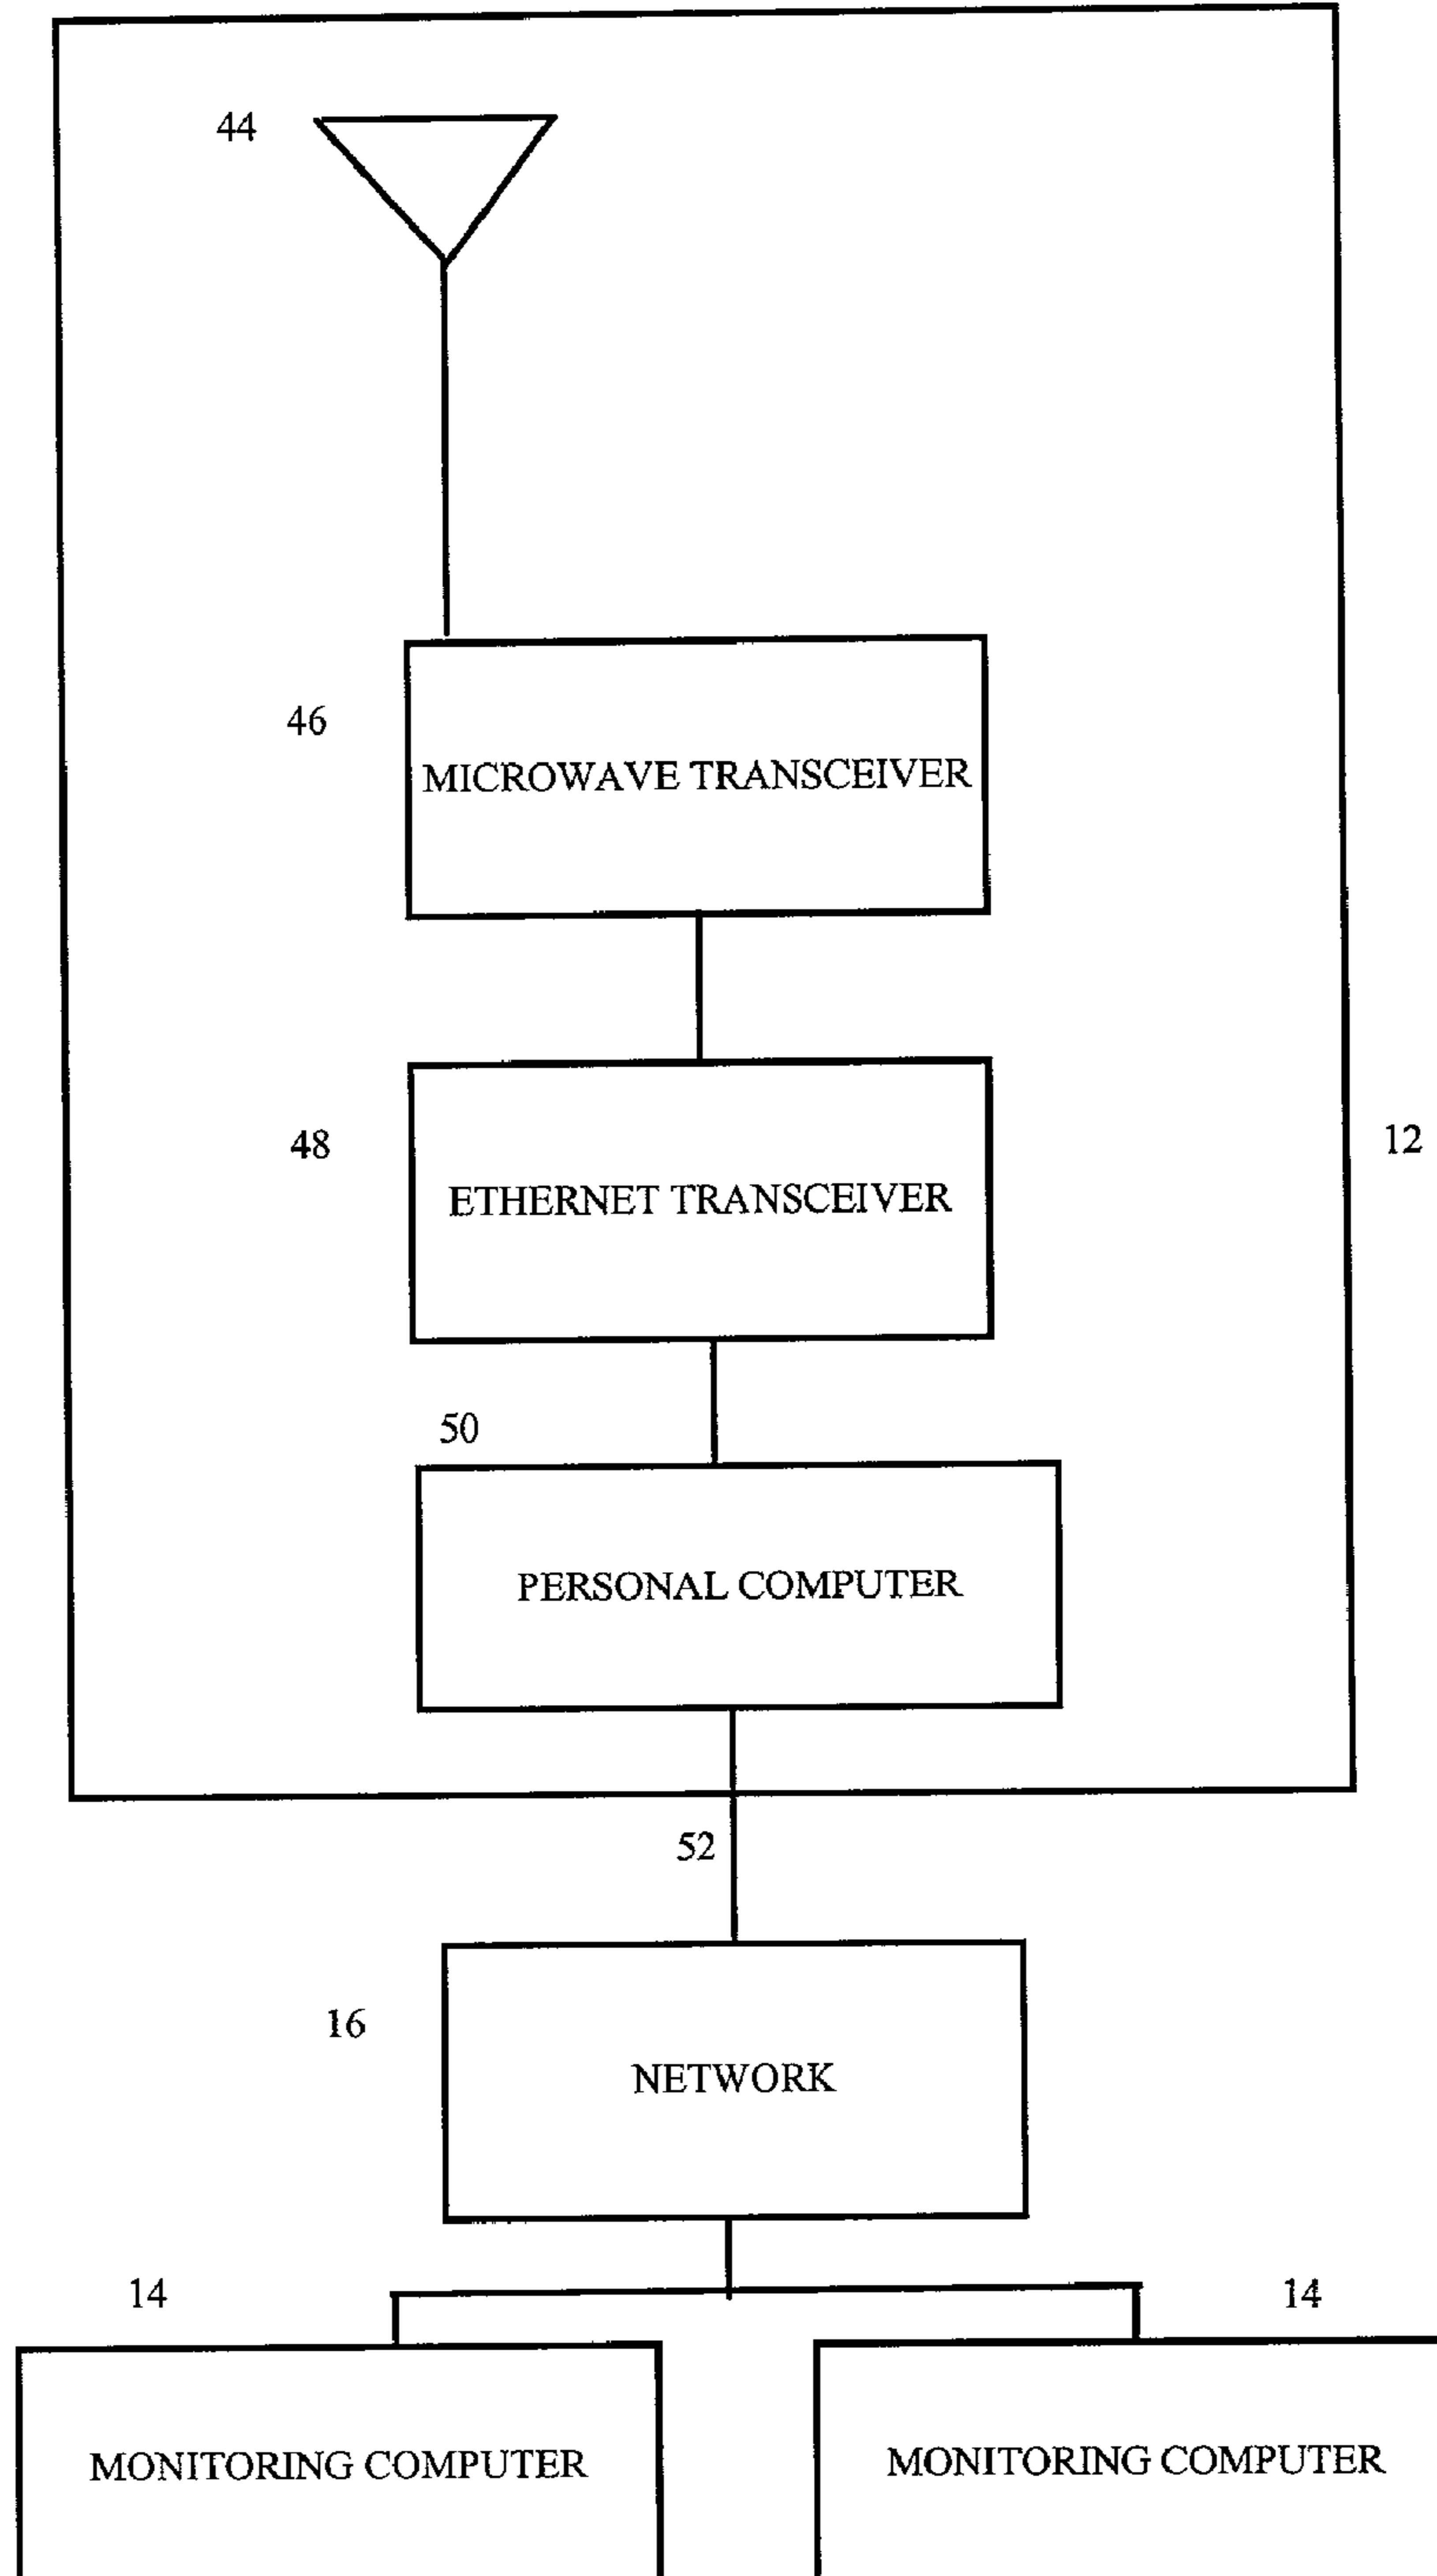 44
46
MICROWAVE TRANSCEIVER
48
12
ETHERNET TRANSCEIVER
50
PERSONAL COMPUTER
52
16
NETWORK
14
14
MONITORING COMPUTER
MONITORING COMPUTER